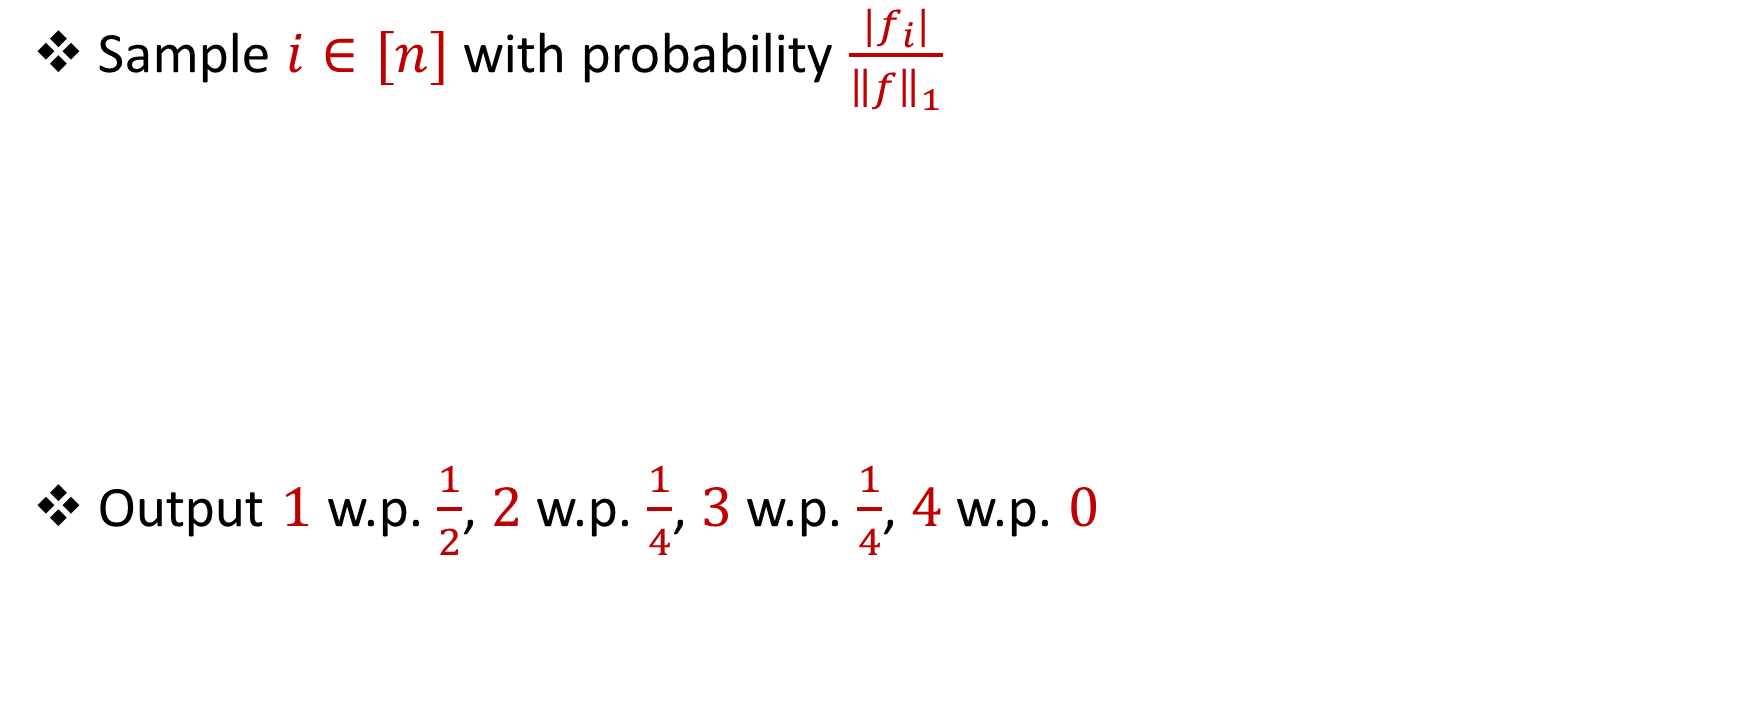 ❖ Sample i ∈ [n] with probability |f_i| / ‖f‖_1
❖ Output 1 w.p. 1/2, 2 w.p. 1/4, 3 w.p. 1/4, 4 w.p. 0